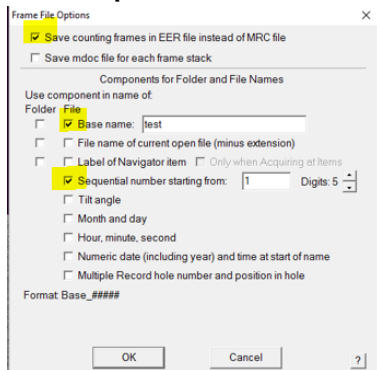 Frame File Options
Save counting frames in EER file instead of MRC file
Save mdoc for each frame stack
Components for Folder and File Names
Use component in name of:
Folder File
Base name: test
File name of current open file (minus extension)
Label of Navigator item Only when Acquiring at Items
Sequential number starting from: 1 Digits: 5
Tilt angle
Month and day
Hour, minute, second
Numeric date (including year) and time at start of name
Multiple Record hole number and position in hole
Format: Base_#####
OK Cancel ?